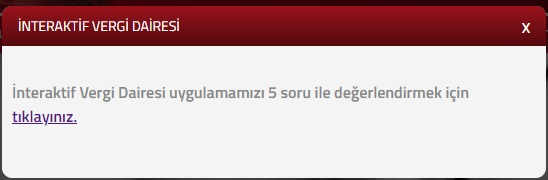 İNTERAKTİF VERGİ DAİRESİ
X
İnteraktif Vergi Dairesi uygulamamızı 5 soru ile değerlendirmek için
tıklayınız.